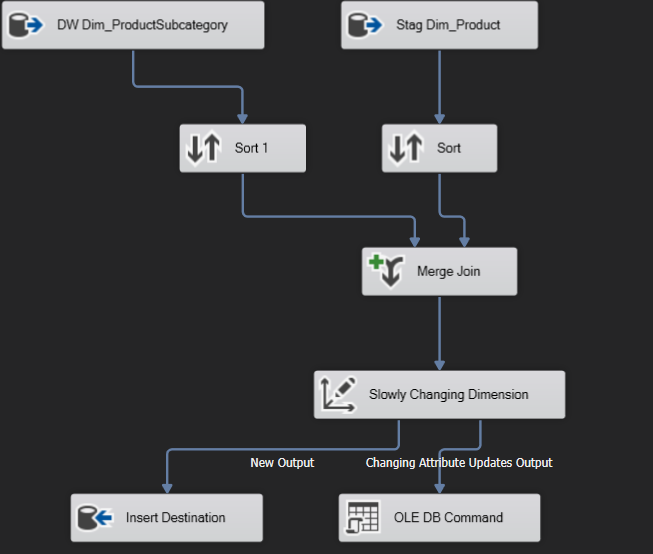 DW Dim_ProductSubcategory
Stag Dim_Product
Sort 1
Sort
Merge Join
Slowly Changing Dimension
New Output
Changing Attribute Updates Output
Insert Destination
OLE DB Command